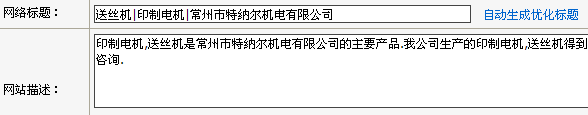 网络标题： 送丝机|印制电机|常州市特纳尔机电有限公司 自动生成优化标题
网站描述： 印制电机,送丝机是常州市特纳尔机电有限公司的主要产品.我公司生产的印制电机,送丝机得到
咨询.